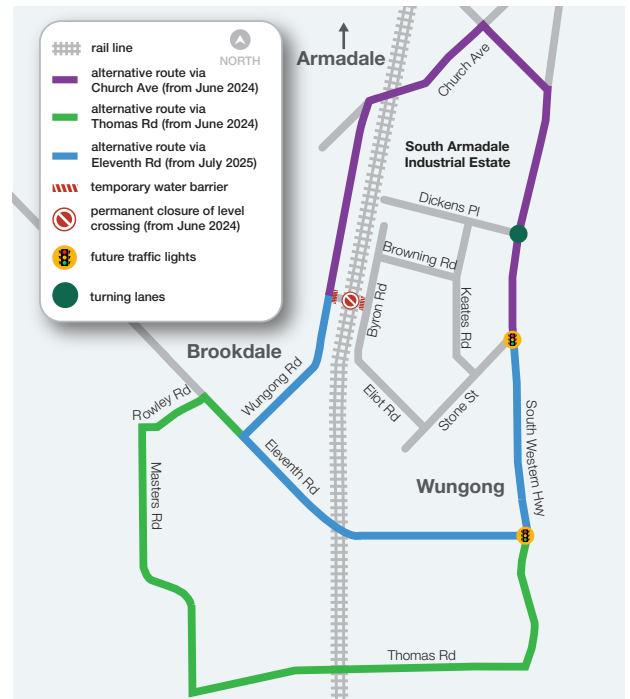 rail line
NORTH
alternative route via
Church Ave (from June 2024)
alternative route via
Thomas Rd (from June 2024)
alternative route via
Eleventh Rd (from July 2025)
temporary water barrier
permanent closure of level
crossing (from June 2024)
future traffic lights
turning lanes
Armadale
Church Ave
South Armadale
Industrial Estate
Dickens Pl
Browning Rd
Byron Rd
Keates Rd
Brookdale
Wungong Rd
Eliot Rd
Stone St
South Western Hwy
Rowley Rd
Eleventh Rd
Masters Rd
Wungong
Thomas Rd